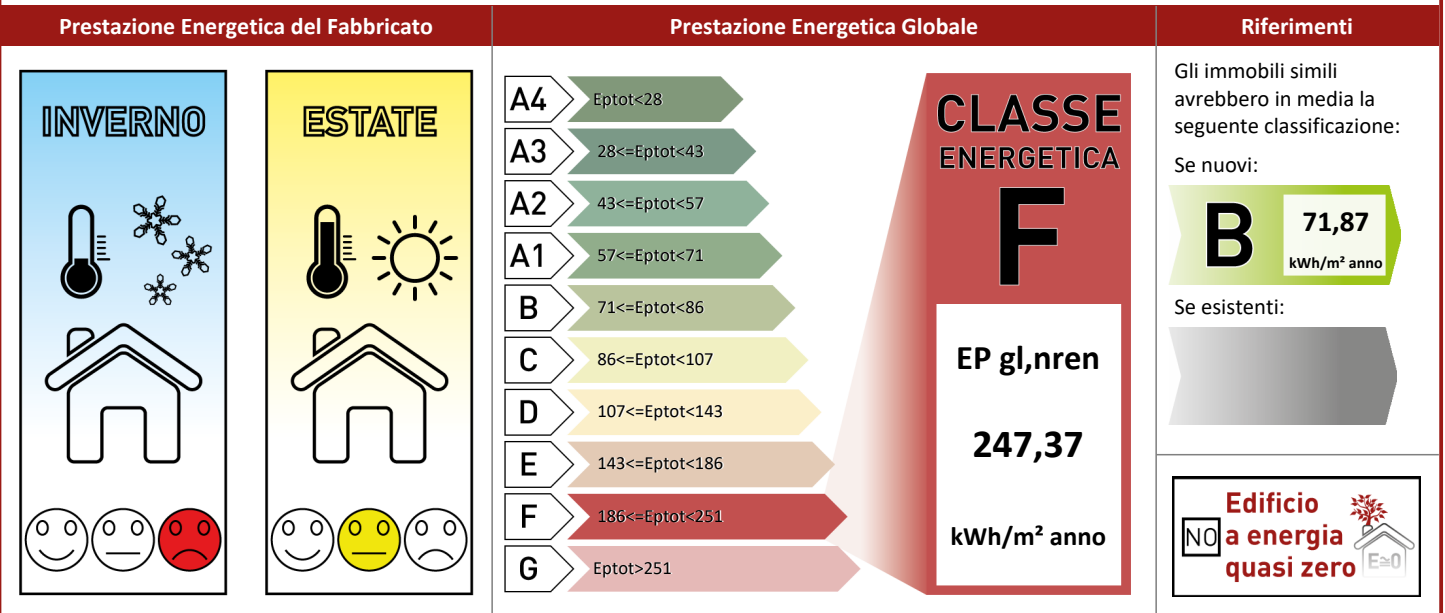 Prestazione Energetica del Fabbricato
Prestazione Energetica Globale
Riferimenti
INVERNO
ESTATE
A4 Eptot<28
A3 28<=Eptot<43
A2 43<=Eptot<57
A1 57<=Eptot<71
B 71<=Eptot<86
C 86<=Eptot<107
D 107<=Eptot<143
E 143<=Eptot<186
F 186<=Eptot<251
G Eptot>251
CLASSE
ENERGETICA
F
EP gl,nren
247,37
kWh/m² anno
Gli immobili simili
avrebbero in media la
seguente classificazione:
Se nuovi:
B 71,87
kWh/m² anno
Se esistenti:
Edificio
NO a energia
quasi zero
E≃0